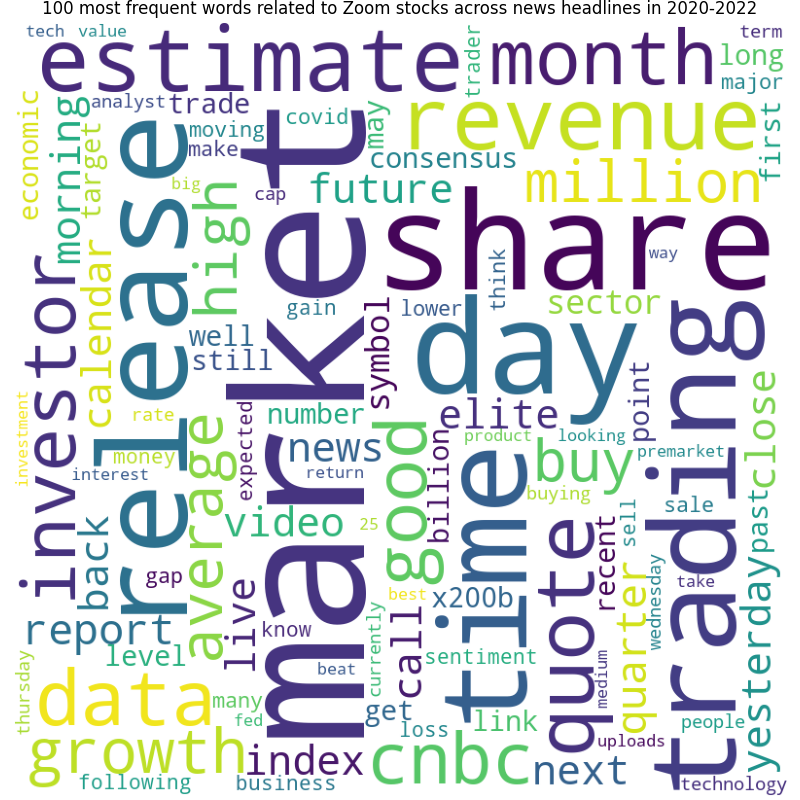 100 most frequent words related to Zoom stocks across news headlines in 2020-2022
tech
value
estimate
trader
month
term
long
major
economic
analyst
trade
morning
target
moving
make
covid
may
revenue
first
consensus
release
market
big
cap
future
million
high
share
way
think
investor
calendar
gain
lower
sector
well
still
symbol
day
trading
investment
rate
average
expected
number
elite
point
close
money
news
good
billion
product
looking
buy
premarket
interest
return
time
buying
back
video
25
quote
recent
sell
sale
past
gap
live
best
x200b
quarter
wednesday
take
yesterday
report
know
currently
call
level
beat
sentiment
medium
thursday
data
many
fed
get
loss
link
people
uploads
growth
index
cnbc
next
following
business
technology